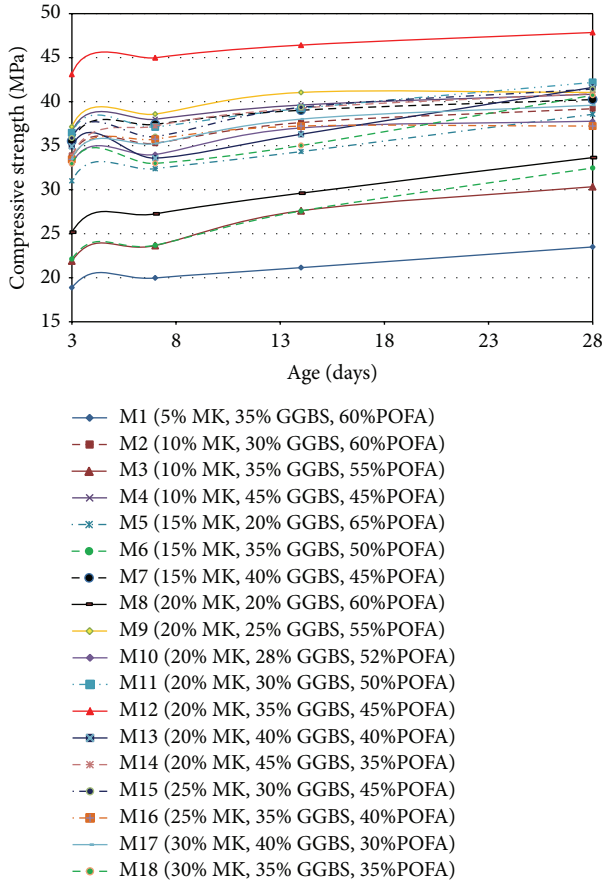 50
45
40
35
30
25
20
15
Compressive strength (MPa)
3 8 13 18 23 28
Age (days)
M1 (5% MK, 35% GGBS, 60%POFA)
M2 (10% MK, 30% GGBS, 60%POFA)
M3 (10% MK, 35% GGBS, 55%POFA)
M4 (10% MK, 45% GGBS, 45%POFA)
M5 (15% MK, 20% GGBS, 65%POFA)
M6 (15% MK, 35% GGBS, 50%POFA)
M7 (15% MK, 40% GGBS, 45%POFA)
M8 (20% MK, 20% GGBS, 60%POFA)
M9 (20% MK, 25% GGBS, 55%POFA)
M10 (20% MK, 28% GGBS, 52%POFA)
M11 (20% MK, 30% GGBS, 50%POFA)
M12 (20% MK, 35% GGBS, 45%POFA)
M13 (20% MK, 40% GGBS, 40%POFA)
M14 (20% MK, 45% GGBS, 35%POFA)
M15 (25% MK, 30% GGBS, 45%POFA)
M16 (25% MK, 35% GGBS, 40%POFA)
M17 (30% MK, 40% GGBS, 30%POFA)
M18 (30% MK, 35% GGBS, 35%POFA)